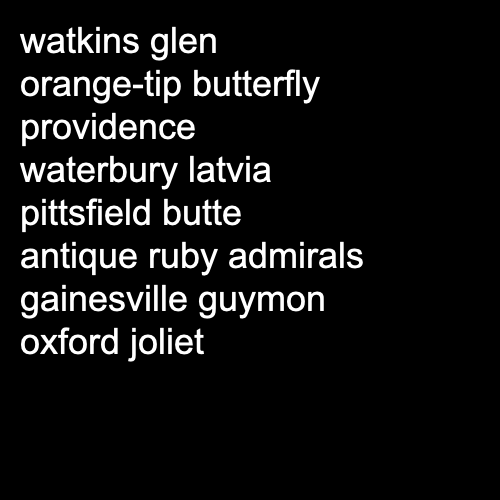 watkins glen
orange-tip butterfly
providence
waterbury latvia
pittsfield butte
antique ruby admirals
gainesville guymon
oxford joliet